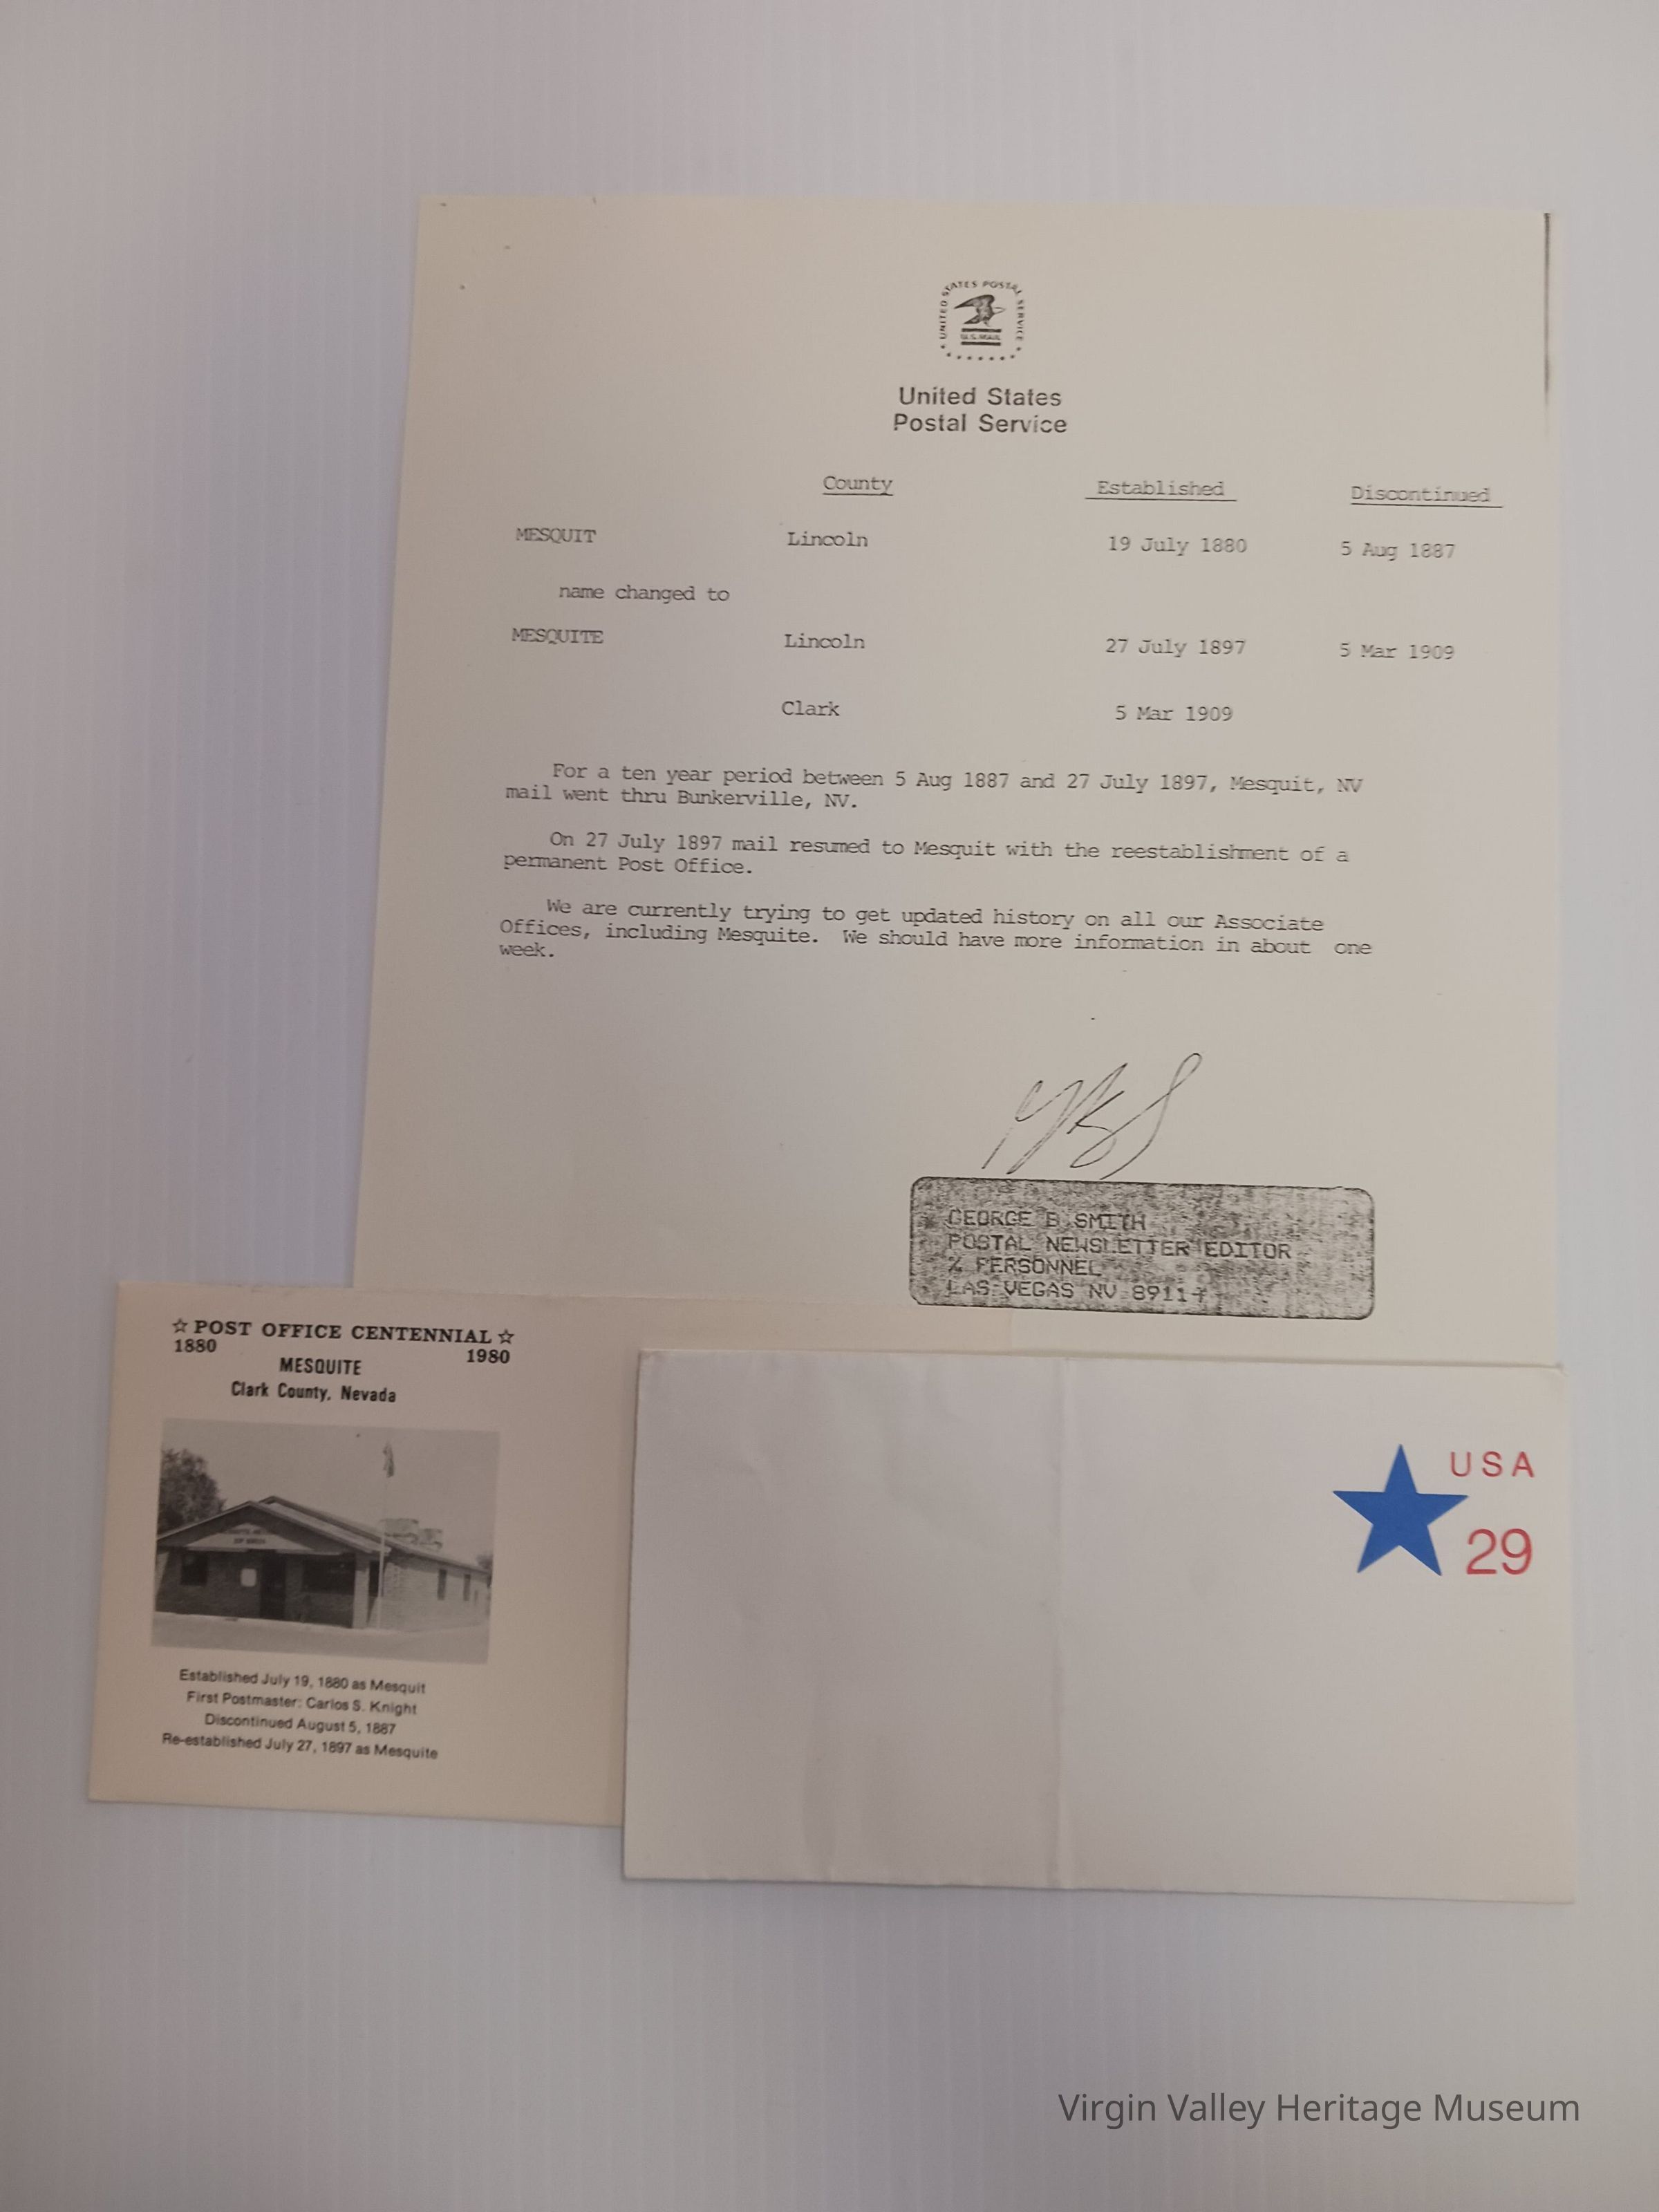 UNITED STATES POSTAL SERVICE
U.S. MAIL
United States
Postal Service
County Established Discontinued
MESQUIT Lincoln 19 July 1880 5 Aug 1887
name changed to
MESQUITE Lincoln 27 July 1897 5 Mar 1909
Clark 5 Mar 1909
For a ten year period between 5 Aug 1887 and 27 July 1897, Mesquit, NV
mail went thru Bunkerville, NV.
On 27 July 1897 mail resumed to Mesquit with the reestablishment of a
permanent Post Office.
We are currently trying to get updated history on all our Associate
Offices, including Mesquite. We should have more information in about one
week.
GEORGE B SMITH
POSTAL NEWSLETTER EDITOR
% PERSONNEL
LAS VEGAS NV
☆ POST OFFICE CENTENNIAL ☆
1880 1980
MESQUITE
Clark County, Nevada
Established July 19, 1880 as Mesquit
First Postmaster: Carlos S. Knight
Discontinued August 5, 1887
Re-established July 27, 1897 as Mesquite
USA
29
Virgin Valley Heritage Museum